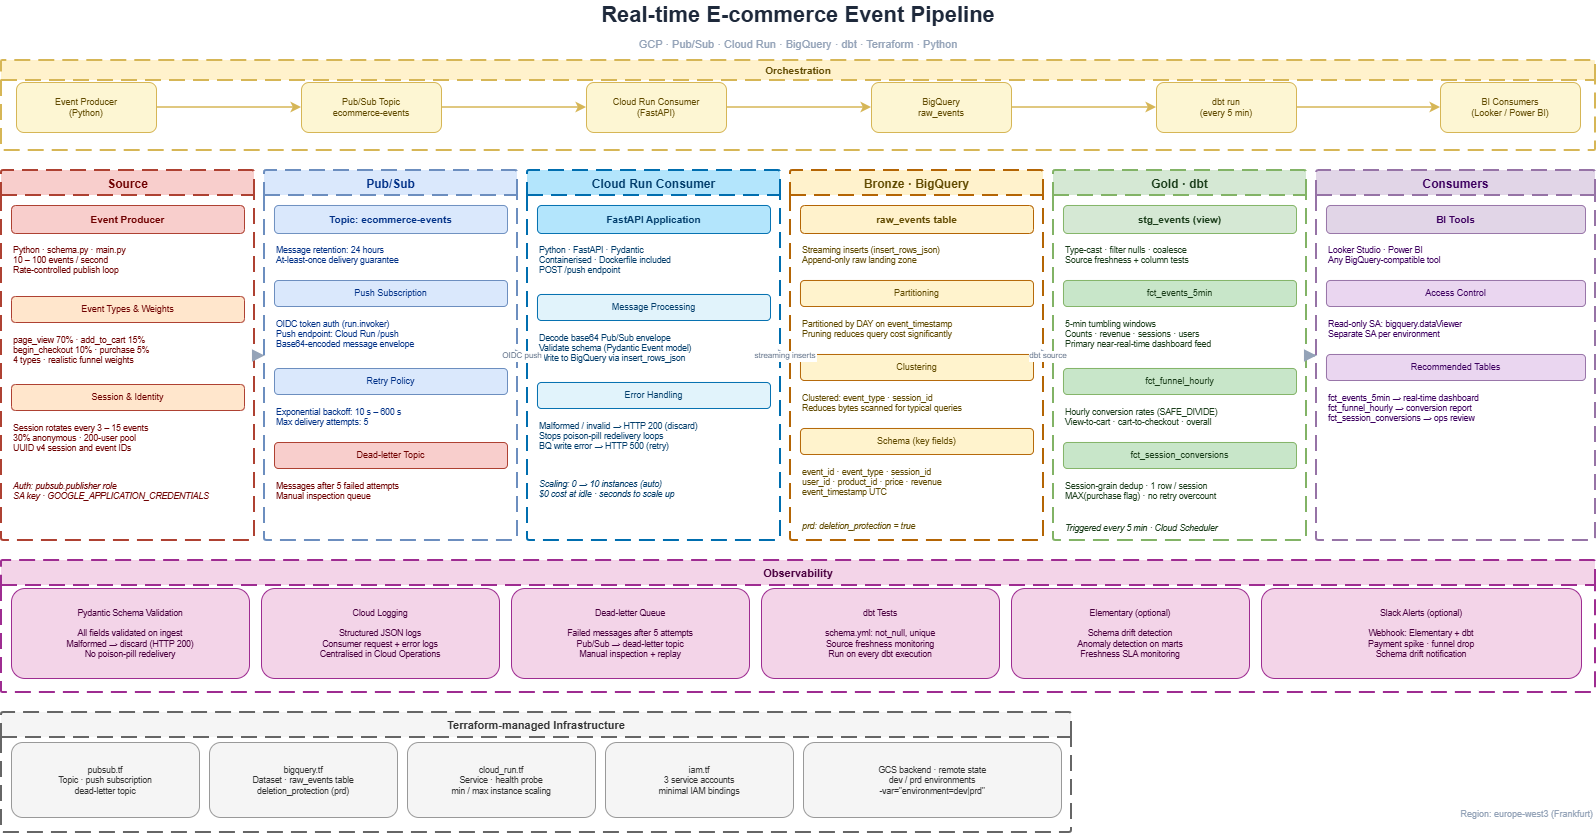 Real-time E-commerce Event Pipeline
GCP · Pub/Sub · Cloud Run · BigQuery · dbt · Terraform · Python
Orchestration
Event Producer
(Python)
Pub/Sub Topic
ecommerce-events
Cloud Run Consumer
(FastAPI)
BigQuery
raw_events
dbt run
(every 5 min)
BI Consumers
(Looker / Power BI)
Source
Event Producer
Python · schema.py · main.py
10 – 100 events / second
Rate-controlled publish loop
Event Types & Weights
page_view 70% · add_to_cart 15%
begin_checkout 10% · purchase 5%
4 types · realistic funnel weights
Session & Identity
Session rotates every 3 – 15 events
30% anonymous · 200-user pool
UUID v4 session and event IDs
Auth: pubsub.publisher role
SA key · GOOGLE_APPLICATION_CREDENTIALS
Pub/Sub
Topic: ecommerce-events
Message retention: 24 hours
At-least-once delivery guarantee
Push Subscription
OIDC token auth (run.invoker)
Push endpoint: Cloud Run /push
Base64-encoded message envelope
Retry Policy
Exponential backoff: 10 s – 600 s
Max delivery attempts: 5
Dead-letter Topic
Messages after 5 failed attempts
Manual inspection queue
OIDC push
Cloud Run Consumer
FastAPI Application
Python · FastAPI · Pydantic
Containerised · Dockerfile included
POST /push endpoint
Message Processing
Decode base64 Pub/Sub envelope
Validate schema (Pydantic Event model)
Write to BigQuery via insert_rows_json
Error Handling
Malformed / invalid → HTTP 200 (discard)
Stops poison-pill redelivery loops
BQ write error → HTTP 500 (retry)
Scaling: 0 → 10 instances (auto)
$0 cost at idle · seconds to scale up
streaming inserts
Bronze · BigQuery
raw_events table
Streaming inserts (insert_rows_json)
Append-only raw landing zone
Partitioning
Partitioned by DAY on event_timestamp
Pruning reduces query cost significantly
Clustering
Clustered: event_type · session_id
Reduces bytes scanned for typical queries
Schema (key fields)
event_id · event_type · session_id
user_id · product_id · price · revenue
event_timestamp UTC
prd: deletion_protection = true
dbt source
Gold · dbt
stg_events (view)
Type-cast · filter nulls · coalesce
Source freshness + column tests
fct_events_5min
5-min tumbling windows
Counts · revenue · sessions · users
Primary near-real-time dashboard feed
fct_funnel_hourly
Hourly conversion rates (SAFE_DIVIDE)
View-to-cart · cart-to-checkout · overall
fct_session_conversions
Session-grain dedup · 1 row / session
MAX(purchase flag) · no retry overcount
Triggered every 5 min · Cloud Scheduler
Consumers
BI Tools
Looker Studio · Power BI
Any BigQuery-compatible tool
Access Control
Read-only SA: bigquery.dataViewer
Separate SA per environment
Recommended Tables
fct_events_5min → real-time dashboard
fct_funnel_hourly → conversion report
fct_session_conversions → ops review
Observability
Pydantic Schema Validation
All fields validated on ingest
Malformed → discard (HTTP 200)
No poison-pill redelivery
Cloud Logging
Structured JSON logs
Consumer request + error logs
Centralised in Cloud Operations
Dead-letter Queue
Failed messages after 5 attempts
Pub/Sub → dead-letter topic
Manual inspection + replay
dbt Tests
schema.yml: not_null, unique
Source freshness monitoring
Run on every dbt execution
Elementary (optional)
Schema drift detection
Anomaly detection on marts
Freshness SLA monitoring
Slack Alerts (optional)
Webhook: Elementary + dbt
Payment spike · funnel drop
Schema drift notification
Terraform-managed Infrastructure
pubsub.tf
Topic · push subscription
dead-letter topic
bigquery.tf
Dataset · raw_events table
deletion_protection (prd)
cloud_run.tf
Service · health probe
min / max instance scaling
iam.tf
3 service accounts
minimal IAM bindings
GCS backend · remote state
dev / prd environments
-var="environment=dev|prd"
Region: europe-west3 (Frankfurt)